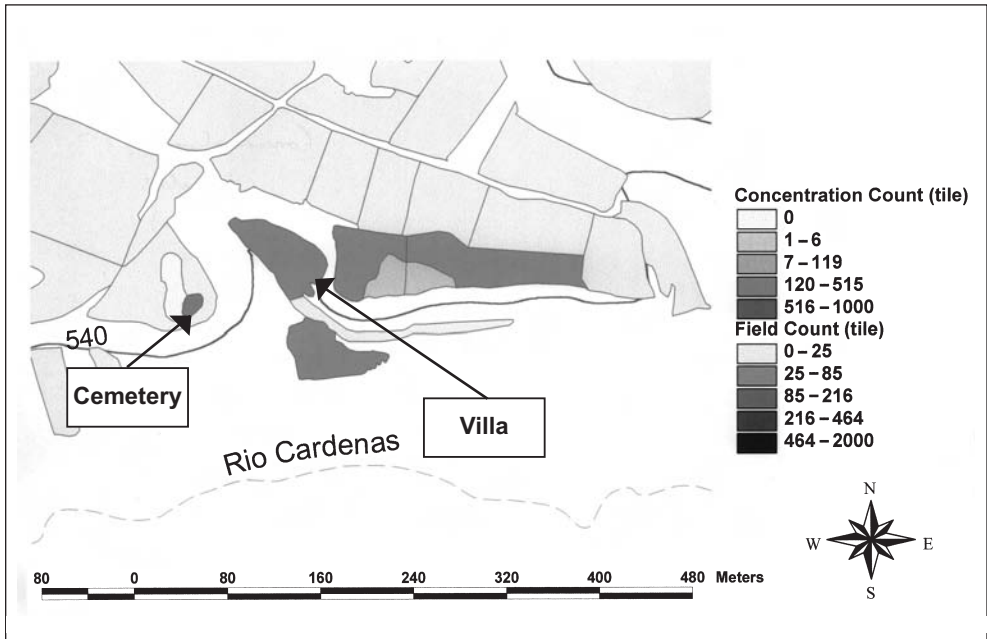 Concentration Count (tile)
0
1 – 6
7 – 119
120 – 515
516 – 1000
Field Count (tile)
0 – 25
25 – 85
85 – 216
216 – 464
464 – 2000
540
Cemetery
Villa
Rio Cardenas
N
W E
S
80 0 80 160 240 320 400 480 Meters